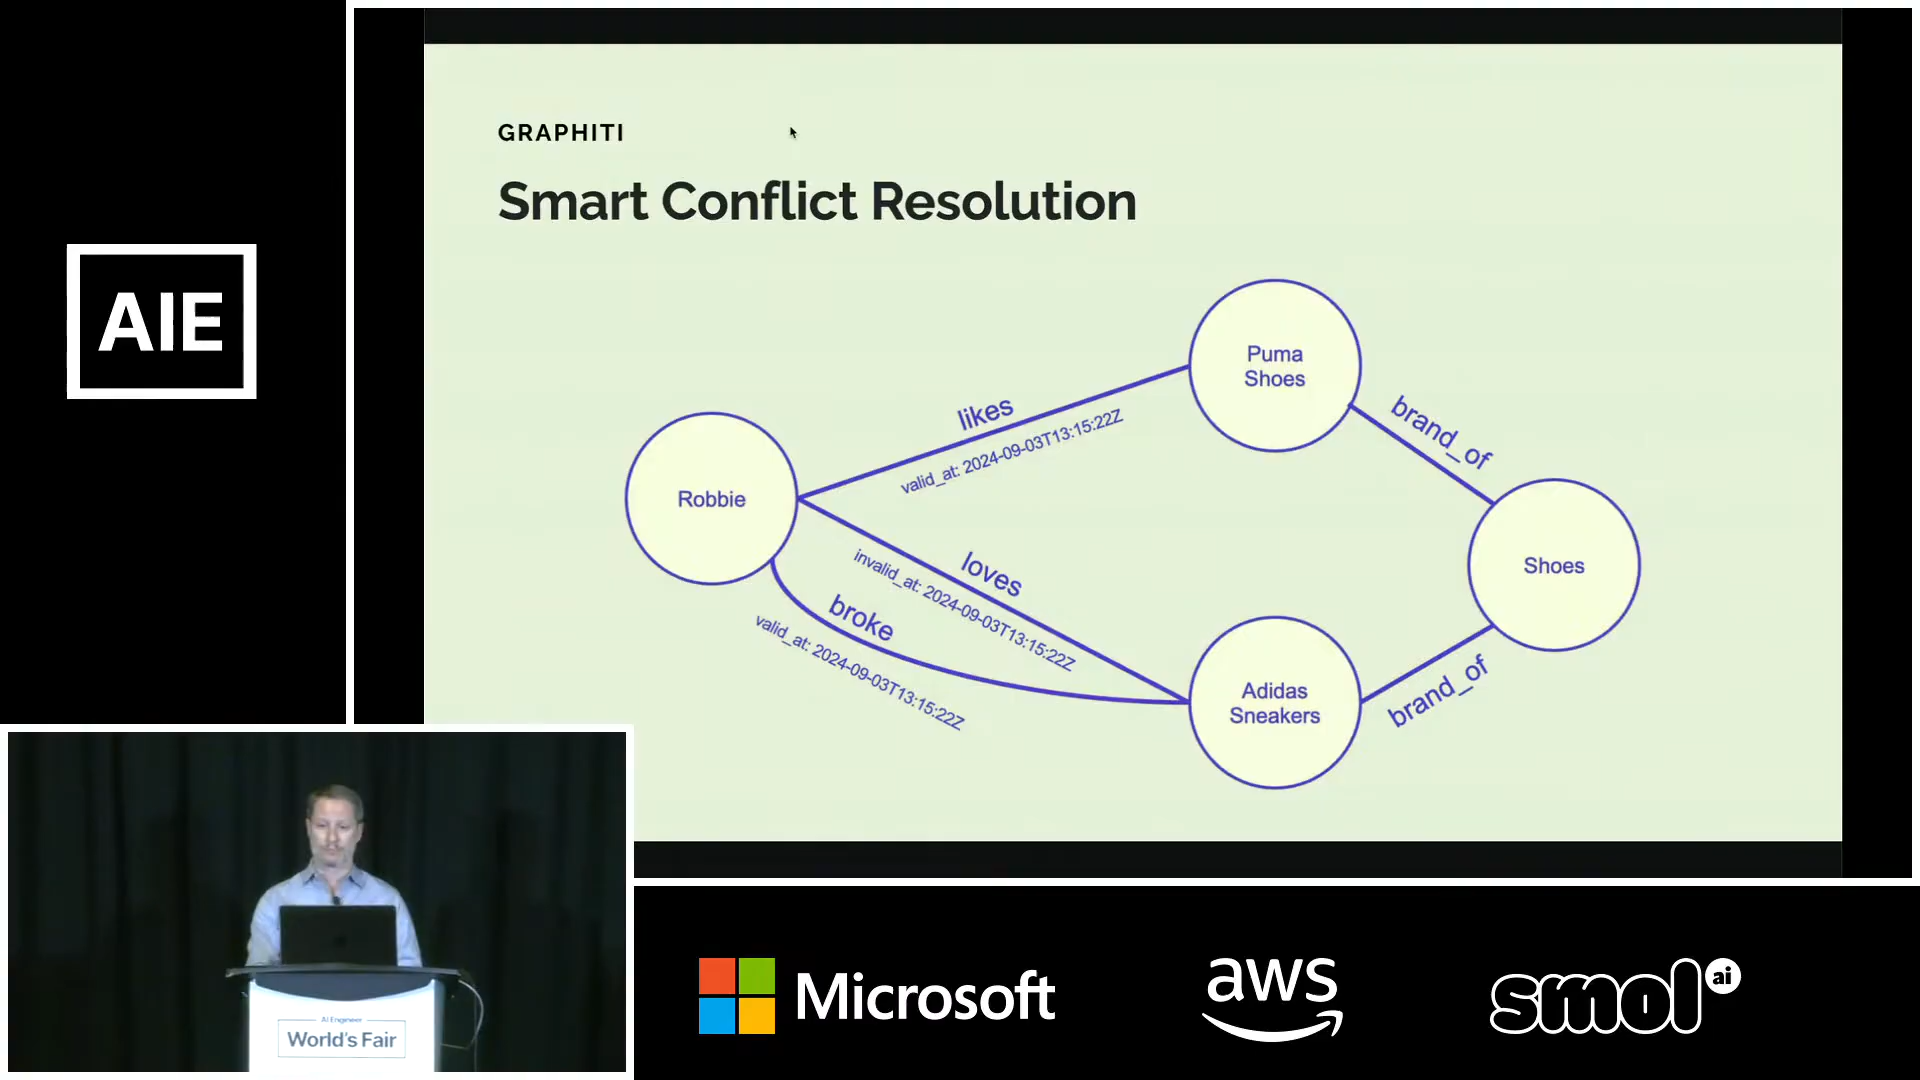 AIE
GRAPHITI
Smart Conflict Resolution
Puma
Shoes
likes
valid_at: 2024-09-03T13:15:22Z
brand_of
Robbie
loves
invalid_at: 2024-09-03T13:15:22Z
Shoes
broke
valid_at: 2024-09-03T13:15:22Z
Adidas
Sneakers
brand_of
AI Engineer
World's Fair
Microsoft
aws
smol ai